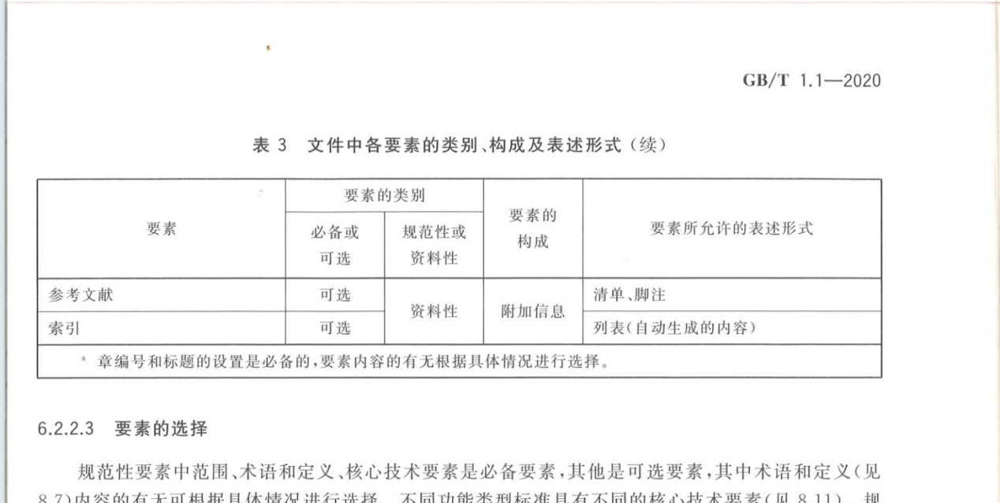 GB/T 1.1—2020
表 3 文件中各要素的类别、构成及表述形式（续）
要素
要素的类别
必备或
可选
规范性或
资料性
要素的
构成
要素所允许的表述形式
参考文献
可选
资料性
附加信息
清单、脚注
索引
可选
列表（自动生成的内容）
a 章编号和标题的设置是必备的，要素内容的有无根据具体情况进行选择。
6.2.2.3 要素的选择
规范性要素中范围、术语和定义、核心技术要素是必备要素，其他是可选要素，其中术语和定义（见
8.7）内容的有无可根据具体情况进行选择。不同功能类型标准具有不同的核心技术要素（见 8.11）。规